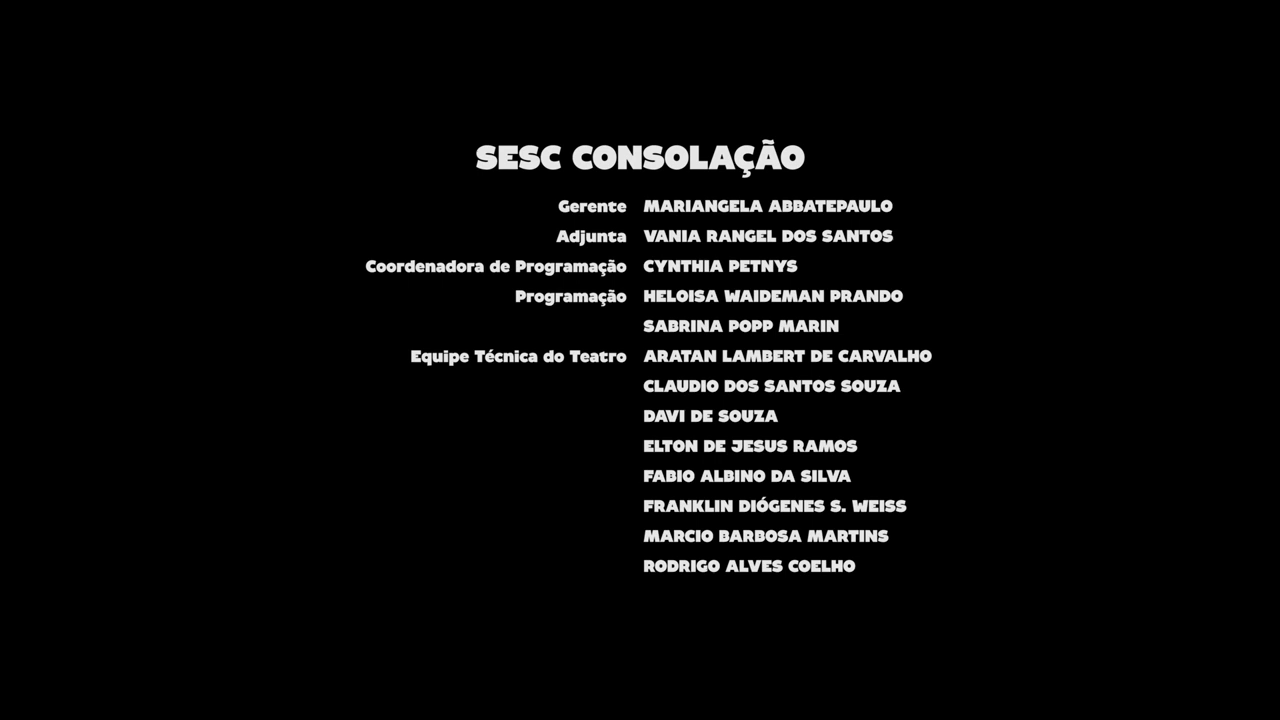 SESC CONSOLAÇÃO
Gerente MARIANGELA ABBATEPAULO
Adjunta VANIA RANGEL DOS SANTOS
Coordenadora de Programação CYNTHIA PETNYS
Programação HELOISA WAIDEMAN PRANDO
SABRINA POPP MARIN
Equipe Técnica do Teatro ARATAN LAMBERT DE CARVALHO
CLAUDIO DOS SANTOS SOUZA
DAVI DE SOUZA
ELTON DE JESUS RAMOS
FABIO ALBINO DA SILVA
FRANKLIN DIÓGENES S. WEISS
MARCIO BARBOSA MARTINS
RODRIGO ALVES COELHO